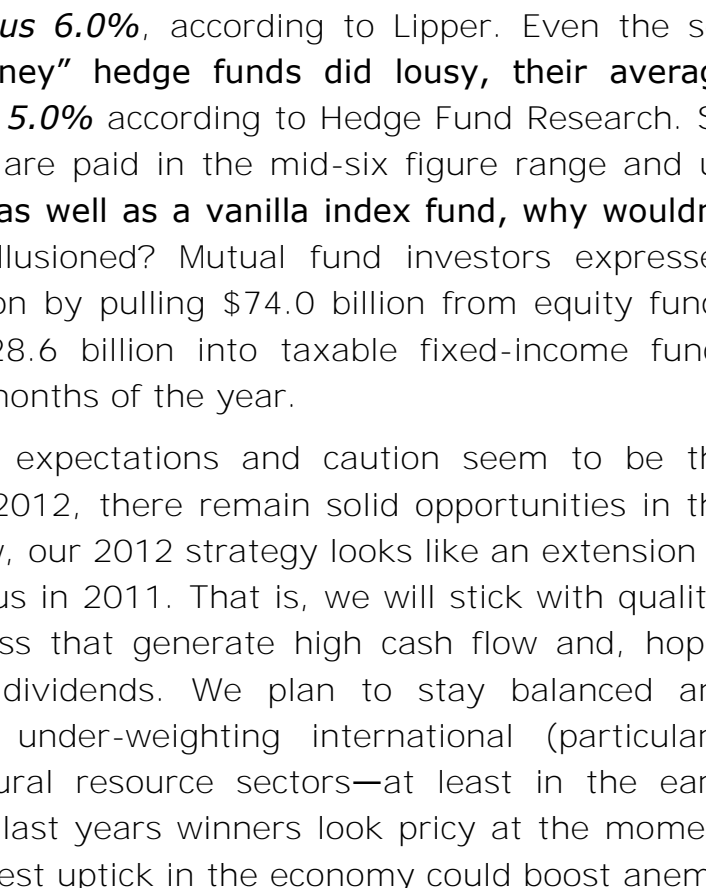 us 6.0%, according to Lipper. Even the s
ney” hedge funds did lousy, their averag
5.0% according to Hedge Fund Research. S
are paid in the mid-six figure range and u
as well as a vanilla index fund, why wouldn
llusioned? Mutual fund investors expresse
on by pulling $74.0 billion from equity fund
28.6 billion into taxable fixed-income fund
months of the year.
expectations and caution seem to be th
2012, there remain solid opportunities in th
, our 2012 strategy looks like an extension
us in 2011. That is, we will stick with qualit
ss that generate high cash flow and, hop
dividends. We plan to stay balanced an
under-weighting international (particular
ural resource sectors—at least in the ear
last years winners look pricy at the mome
est uptick in the economy could boost anem